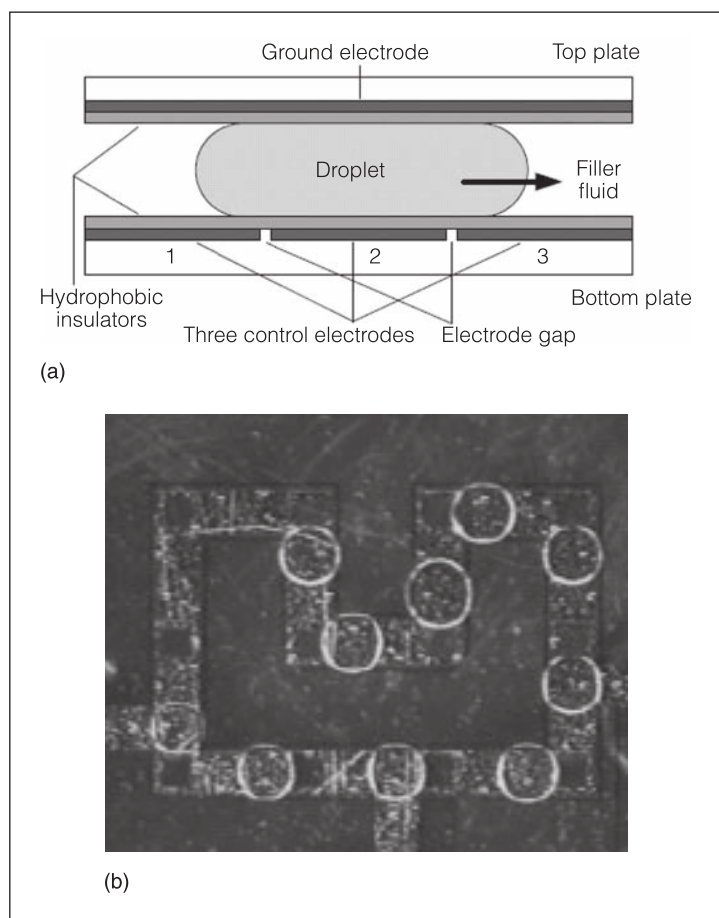 Ground electrode
Top plate
Droplet
Filler
fluid
1
2
3
Hydrophobic
insulators
Bottom plate
Three control electrodes
Electrode gap
(a)
(b)